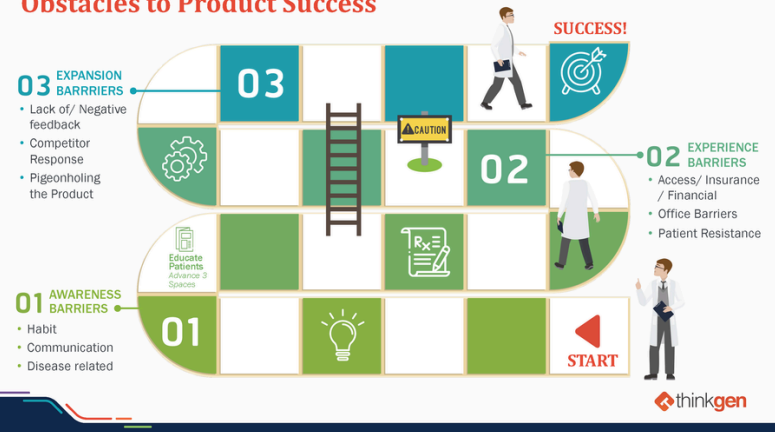 Obstacles to Product Success
SUCCESS!
03 EXPANSION
BARRRIERS
• Lack of/ Negative
feedback
• Competitor
Response
• Pigeonholing
the Product
03
CAUTION
02
02 EXPERIENCE
BARRIERS
• Access/ Insurance
/ Financial
• Office Barriers
• Patient Resistance
Educate
Patients
Advance 3
Spaces
Rx
01 AWARENESS
BARRIERS
• Habit
• Communication
• Disease related
01
START
thinkgen